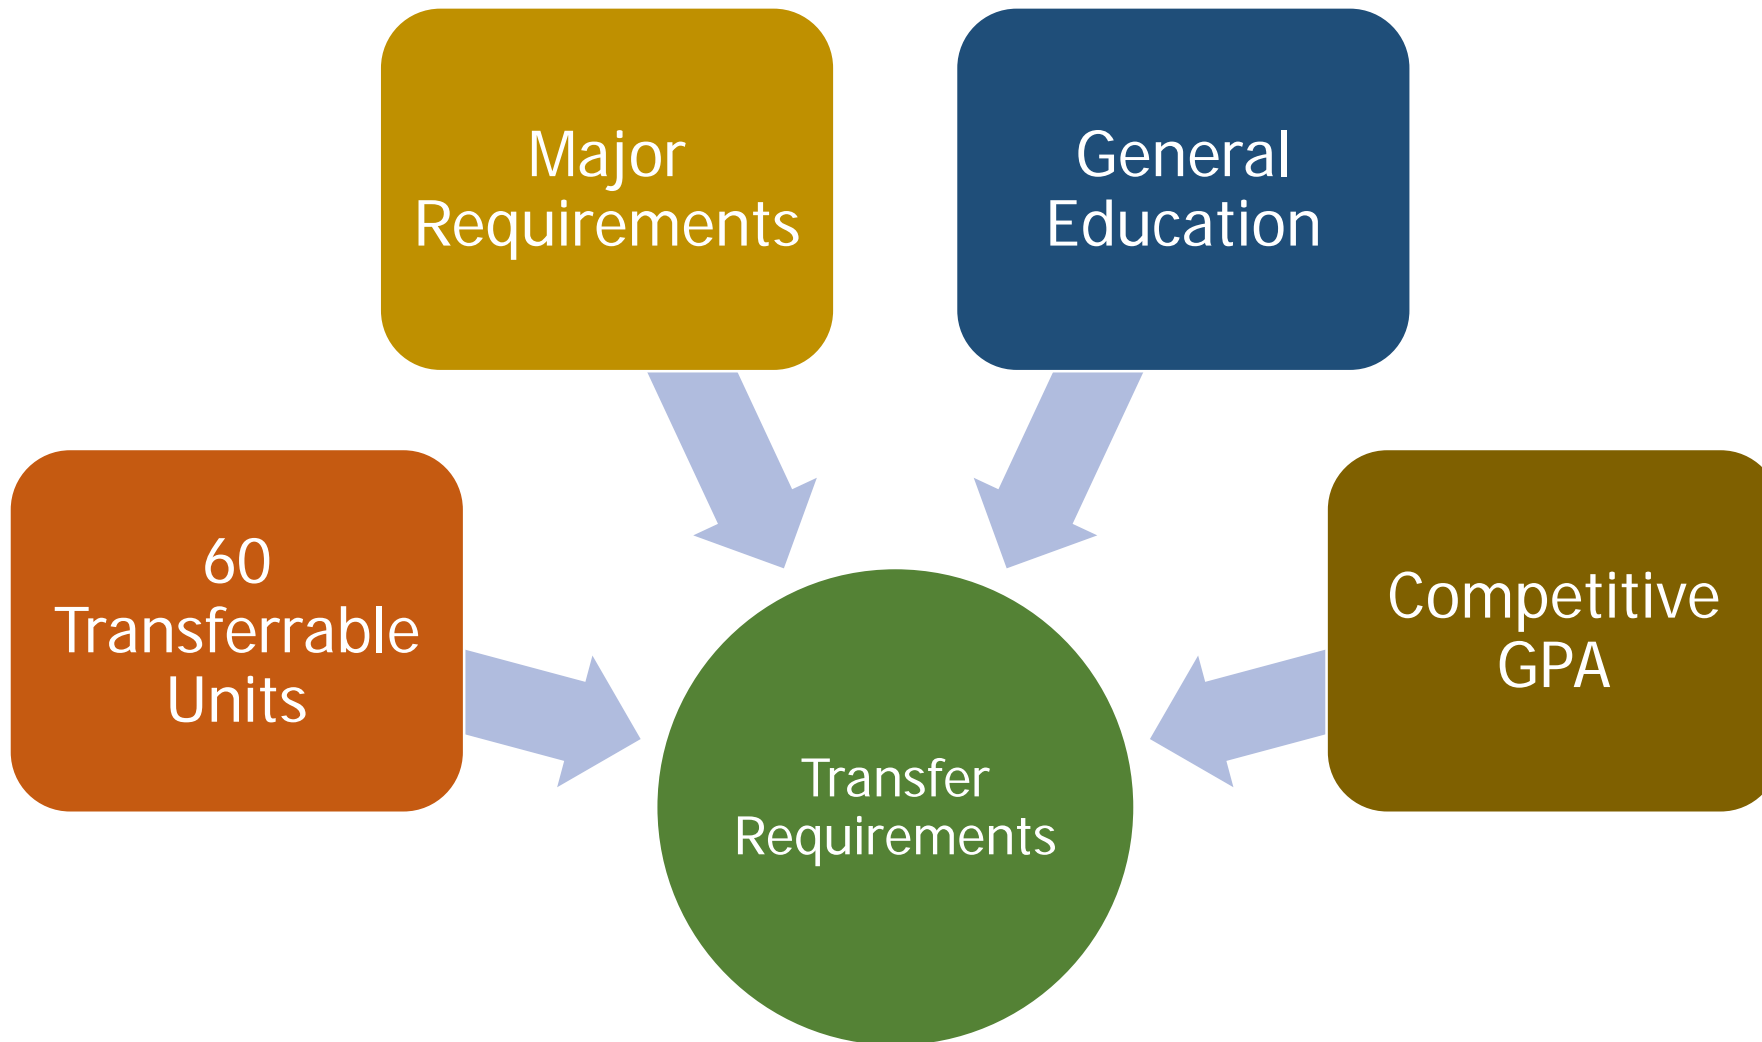 Major
Requirements
General
Education
60
Transferrable
Units
Competitive
GPA
Transfer
Requirements